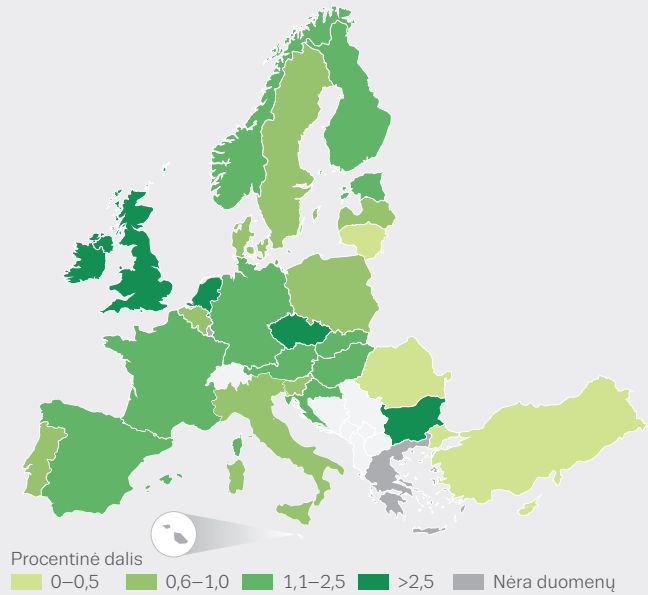 Procentinė dalis
0–0,5 0,6–1,0 1,1–2,5 >2,5 Nėra duomenų